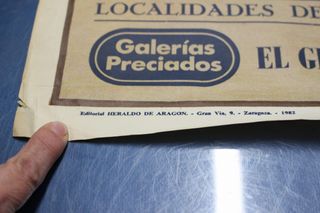 LOCALIDADES DE
Galerías
Preciados
EL G
Editorial HERALDO DE ARAGON. - Gran Vía, 9. - Zaragoza. - 1982